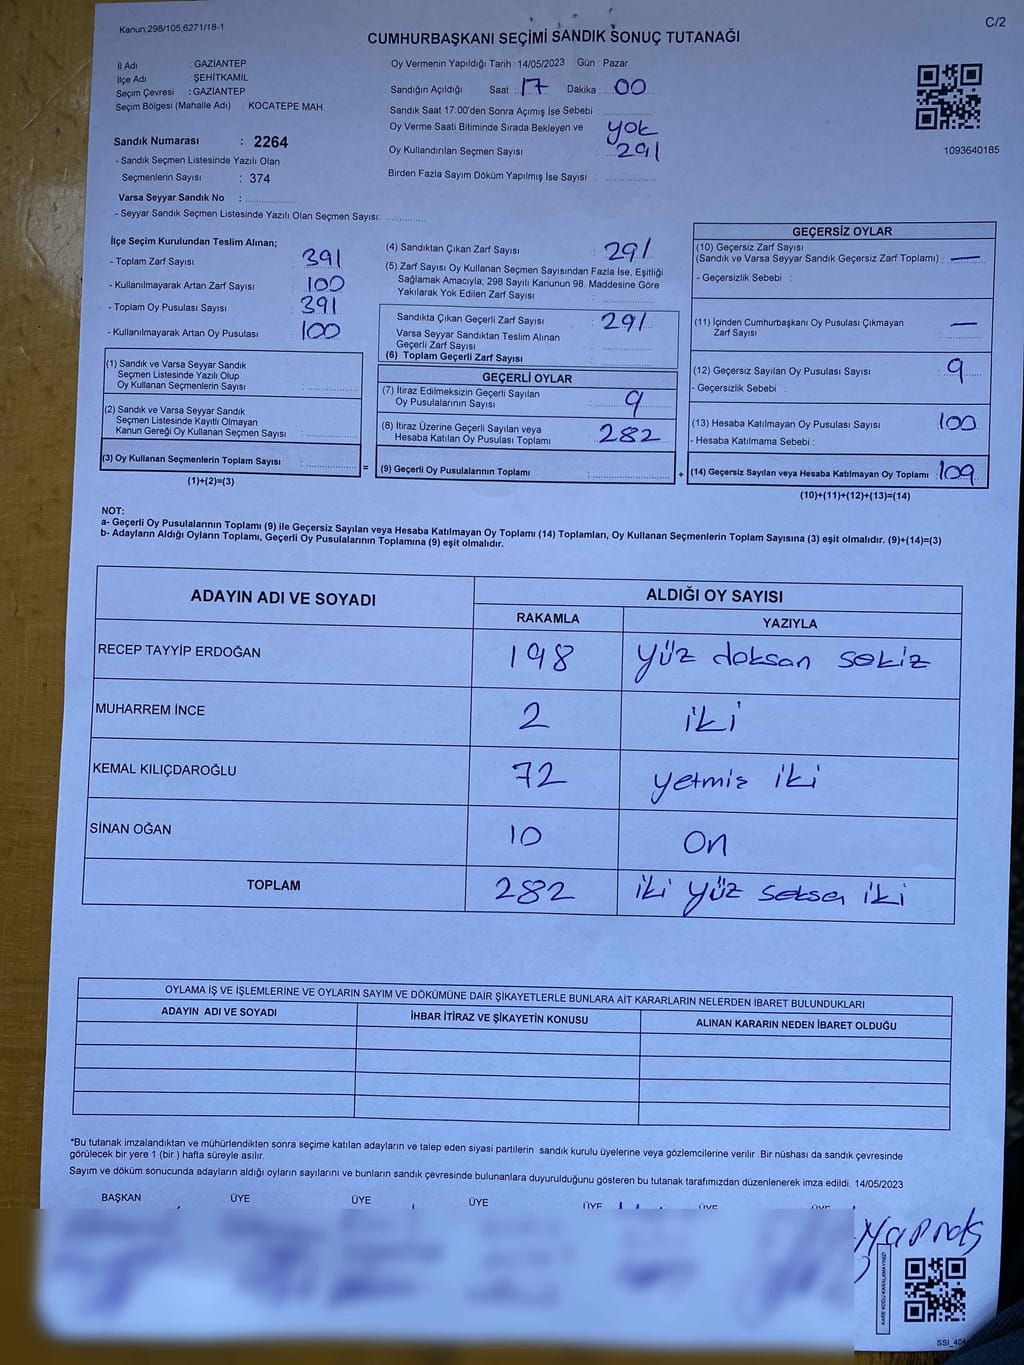 Kanun,298/105,6271/18-1
C/2
CUMHURBAŞKANI SEÇİMİ SANDIK SONUÇ TUTANAĞI
İl Adı : GAZİANTEP
İlçe Adı : ŞEHİTKAMİL
Seçim Çevresi : GAZİANTEP
Seçim Bölgesi (Mahalle Adı) : KOCATEPE MAH.
Sandık Numarası : 2264
- Sandık Seçmen Listesinde Yazılı Olan
Seçmenlerin Sayısı : 374
Varsa Seyyar Sandık No :
- Seyyar Sandık Seçmen Listesinde Yazılı Olan Seçmen Sayısı:
Oy Vermenin Yapıldığı Tarih : 14/05/2023 Gün : Pazar
Sandığın Açıldığı Saat : 17 Dakika : 00
Sandık Saat 17:00'den Sonra Açımış İse Sebebi :
Oy Verme Saati Bitiminde Sırada Bekleyen ve yok
Oy Kullandırılan Seçmen Sayısı : 291
Birden Fazla Sayım Döküm Yapılmış İse Sayısı :
1093640185
İlçe Seçim Kurulundan Teslim Alınan;
- Toplam Zarf Sayısı : 391
- Kullanılmayarak Artan Zarf Sayısı : 100
- Toplam Oy Pusulası Sayısı : 391
- Kullanılmayarak Artan Oy Pusulası : 100
(1) Sandık ve Varsa Seyyar Sandık
Seçmen Listesinde Yazılı Olup
Oy Kullanan Seçmenlerin Sayısı :
(2) Sandık ve Varsa Seyyar Sandık
Seçmen Listesinde Kayıtlı Olmayan
Kanun Gereği Oy Kullanan Seçmen Sayısı :
(3) Oy Kullanan Seçmenlerin Toplam Sayısı :
(1)+(2)=(3)
(4) Sandıktan Çıkan Zarf Sayısı : 291
(5) Zarf Sayısı Oy Kullanan Seçmen Sayısından Fazla İse, Eşitliği
Sağlamak Amacıyla; 298 Sayılı Kanunun 98. Maddesine Göre
Yakılarak Yok Edilen Zarf Sayısı :
Sandıkta Çıkan Geçerli Zarf Sayısı : 291
Varsa Seyyar Sandıktan Teslim Alınan
Geçerli Zarf Sayısı :
(6) Toplam Geçerli Zarf Sayısı :
GEÇERLİ OYLAR
(7) İtiraz Edilmeksizin Geçerli Sayılan
Oy Pusulalarının Sayısı : 9
(8) İtiraz Üzerine Geçerli Sayılan veya
Hesaba Katılan Oy Pusulası Toplamı : 282
= (9) Geçerli Oy Pusulalarının Toplamı :
GEÇERSİZ OYLAR
(10) Geçersiz Zarf Sayısı
(Sandık ve Varsa Seyyar Sandık Geçersiz Zarf Toplamı) : —
- Geçersizlik Sebebi :
(11) İçinden Cumhurbaşkanı Oy Pusulası Çıkmayan —
Zarf Sayısı
(12) Geçersiz Sayılan Oy Pusulası Sayısı : 9
- Geçersizlik Sebebi :
(13) Hesaba Katılmayan Oy Pusulası Sayısı : 100
- Hesaba Katılmama Sebebi :
+ (14) Geçersiz Sayılan veya Hesaba Katılmayan Oy Toplamı : 109
(10)+(11)+(12)+(13)=(14)
NOT:
a- Geçerli Oy Pusulalarının Toplamı (9) ile Geçersiz Sayılan veya Hesaba Katılmayan Oy Toplamı (14) Toplamları, Oy Kullanan Seçmenlerin Toplam Sayısına (3) eşit olmalıdır. (9)+(14)=(3)
b- Adayların Aldığı Oyların Toplamı, Geçerli Oy Pusulalarının Toplamına (9) eşit olmalıdır.
ADAYIN ADI VE SOYADI ALDIĞI OY SAYISI
RAKAMLA YAZIYLA
RECEP TAYYİP ERDOĞAN 198 yüz doksan sekiz
MUHARREM İNCE 2 iki
KEMAL KILIÇDAROĞLU 72 yetmiş iki
SİNAN OĞAN 10 On
TOPLAM 282 iki yüz seksen iki
OYLAMA İŞ VE İŞLEMLERİNE VE OYLARIN SAYIM VE DÖKÜMÜNE DAİR ŞİKAYETLERLE BUNLARA AİT KARARLARIN NELERDEN İBARET BULUNDUKLARI
ADAYIN ADI VE SOYADI İHBAR İTİRAZ VE ŞİKAYETİN KONUSU ALINAN KARARIN NEDEN İBARET OLDUĞU
*Bu tutanak imzalandıktan ve mühürlendikten sonra seçime katılan adayların ve talep eden siyasi partilerin sandık kurulu üyelerine veya gözlemcilerine verilir .Bir nüshası da sandık çevresinde
görülecek bir yere 1 (bir ) hafta süreyle asılır.
Sayım ve döküm sonucunda adayların aldığı oyların sayılarını ve bunların sandık çevresinde bulunanlara duyurulduğunu gösteren bu tutanak tarafımızdan düzenlenerek imza edildi. 14/05/2023
BAŞKAN ÜYE ÜYE ÜYE ÜYE ÜYE ÜYE
KARE KODU KARALAMAYINIZ!